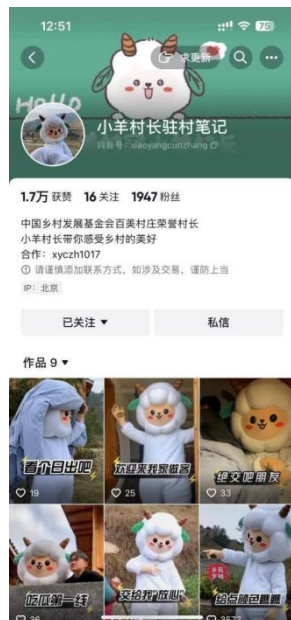 12:51
75
求更新
Hello
小羊村长驻村笔记
抖音号：xiaoyangcunzhang
1.7万 获赞 16 关注 1947 粉丝
中国乡村发展基金会百美村庄荣誉村长
小羊村长带你感受乡村的美好
合作：xyczh1017
请谨慎添加联系方式，如涉及交易，谨防上当
IP：北京
已关注 私信
作品 9
看个日出吧
欢迎来我家做客
绝交吧朋友
19
25
33
吃瓜第一线
交给我"放心"
给点颜色瞧瞧
36
3577